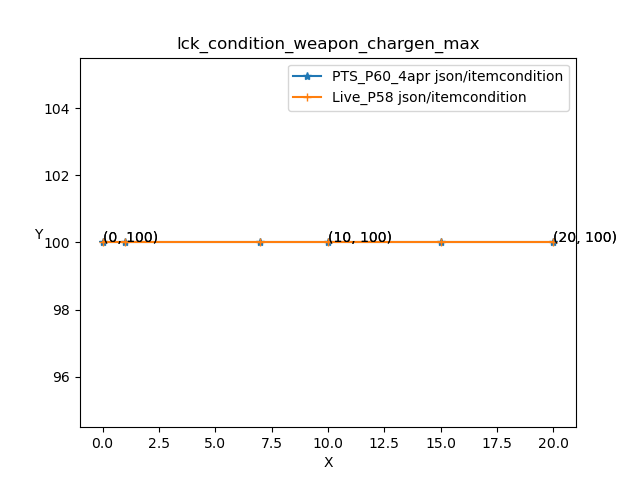 lck_condition_weapon_chargen_max
PTS_P60_4apr json/itemcondition
Live_P58 json/itemcondition
104
102
Y
100
98
96
(0, 100)
(10, 100)
(20, 100)
0.0 2.5 5.0 7.5 10.0 12.5 15.0 17.5 20.0
X